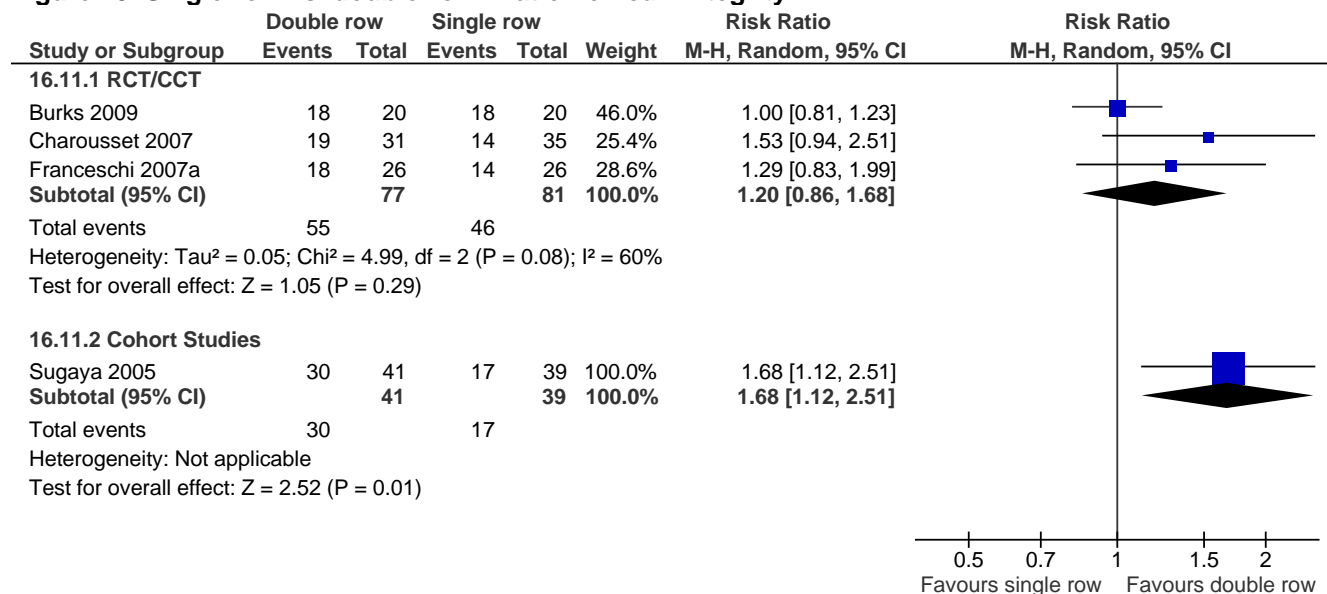 Double row Single row Risk Ratio Risk Ratio
Study or Subgroup Events Total Events Total Weight M-H, Random, 95% CI M-H, Random, 95% CI
16.11.1 RCT/CCT
Burks 2009 18 20 18 20 46.0% 1.00 [0.81, 1.23]
Charousset 2007 19 31 14 35 25.4% 1.53 [0.94, 2.51]
Franceschi 2007a 18 26 14 26 28.6% 1.29 [0.83, 1.99]
Subtotal (95% CI) 77 81 100.0% 1.20 [0.86, 1.68]
Total events 55 46
Heterogeneity: Tau² = 0.05; Chi² = 4.99, df = 2 (P = 0.08); I² = 60%
Test for overall effect: Z = 1.05 (P = 0.29)
16.11.2 Cohort Studies
Sugaya 2005 30 41 17 39 100.0% 1.68 [1.12, 2.51]
Subtotal (95% CI) 41 39 100.0% 1.68 [1.12, 2.51]
Total events 30 17
Heterogeneity: Not applicable
Test for overall effect: Z = 2.52 (P = 0.01)
0.5 0.7 1 1.5 2
Favours single row Favours double row